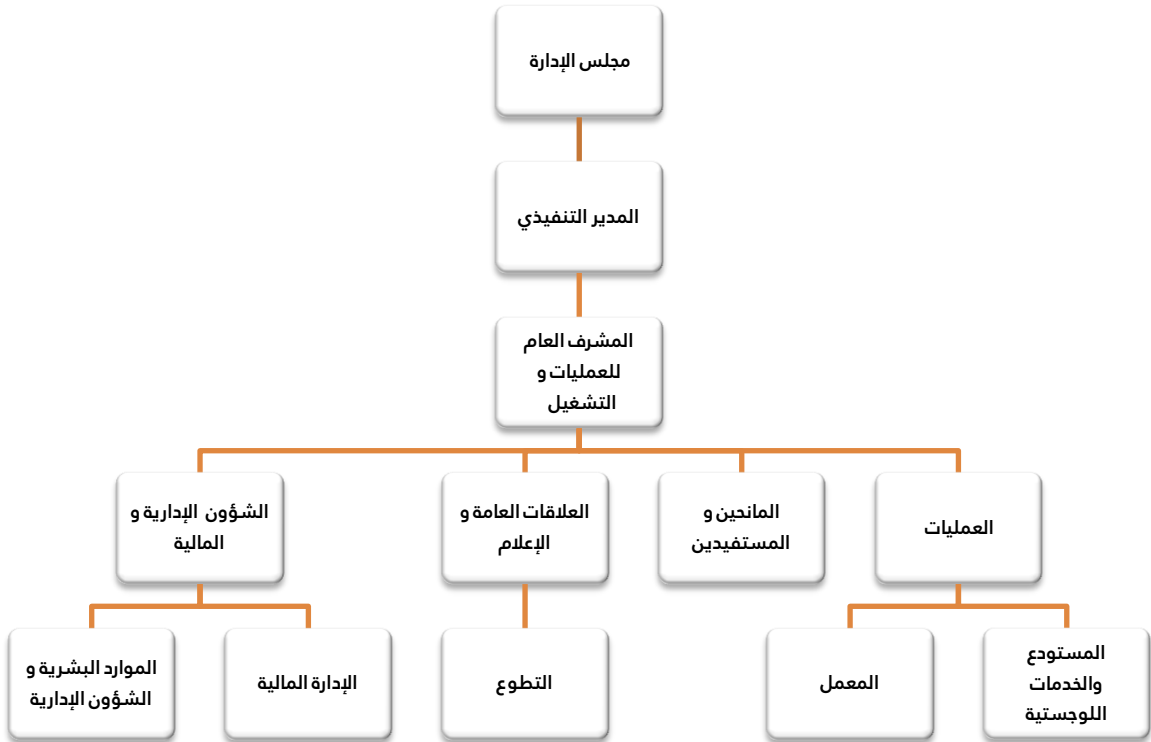 مجلس الإدارة
المدير التنفيذي
المشرف العام
للعمليات و
التشغيل
العمليات
المانحين و
المستفيدين
العلاقات العامة و
الإعلام
الشؤون الإدارية و
المالية
المستودع
والخدمات
اللوجستية
المعمل
التطوع
الإدارة المالية
الموارد البشرية و
الشؤون الإدارية